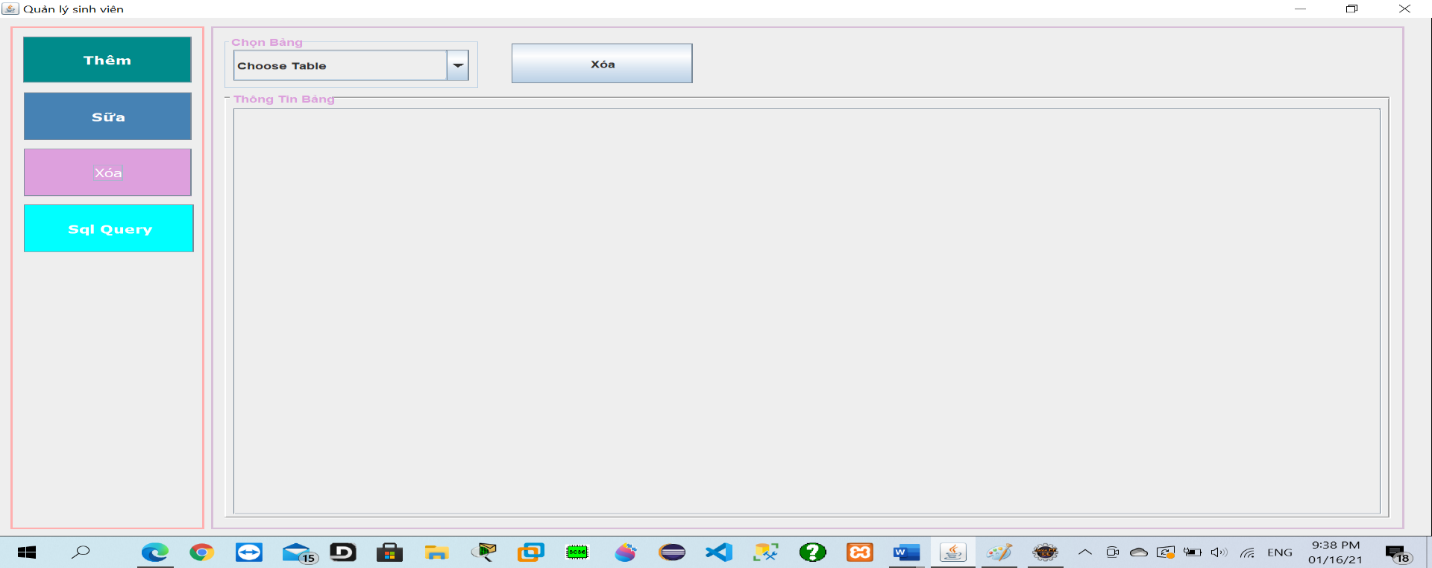 Quản lý sinh viên
Thêm
Sữa
Xóa
Sql Query
Chọn Bảng
Choose Table
Xóa
Thông Tin Bảng
15
ENG
9:38 PM
01/16/21
18